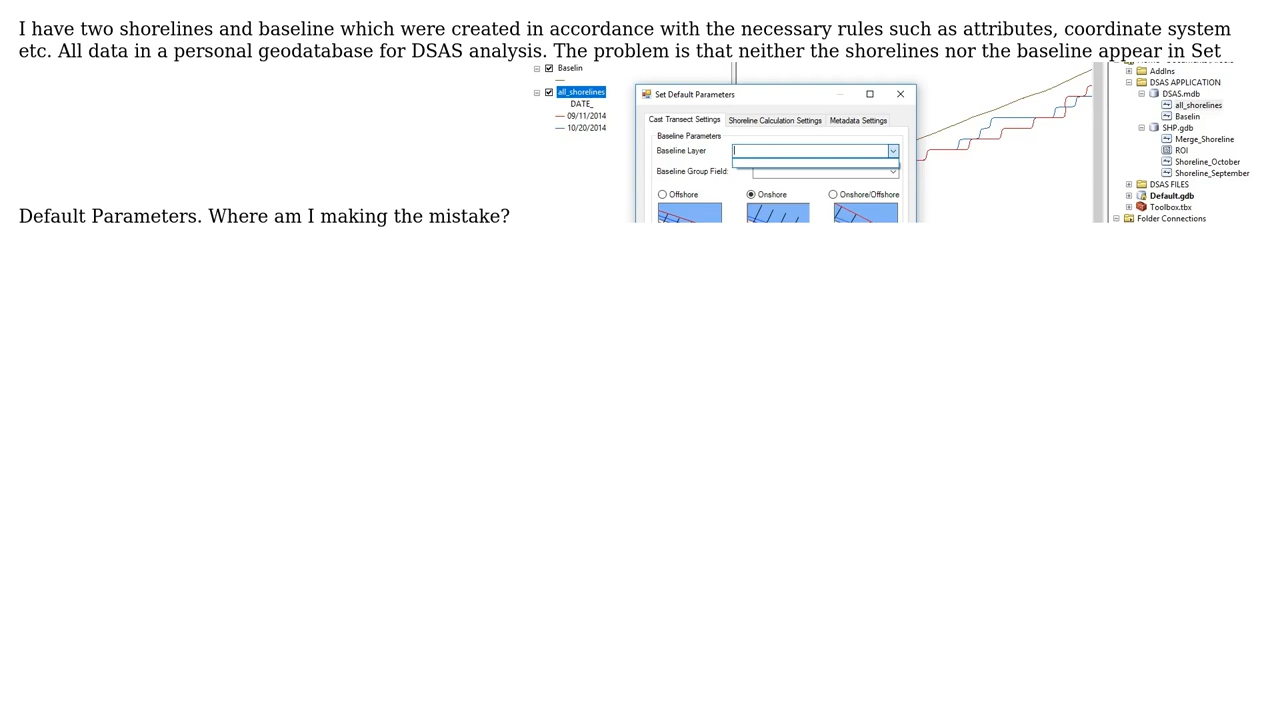 I have two shorelines and baseline which were created in accordance with the necessary rules such as attributes, coordinate system
etc. All data in a personal geodatabase for DSAS analysis. The problem is that neither the shorelines nor the baseline appear in Set
Baselin
all_shorelines
DATE_
09/11/2014
10/20/2014
Set Default Parameters
Cast Transect Settings
Shoreline Calculation Settings
Metadata Settings
Baseline Parameters
Baseline Layer
Baseline Group Field:
Offshore
Onshore
Onshore/Offshore
AddIns
DSAS APPLICATION
DSAS.mdb
all_shorelines
Baselin
SHP.gdb
Merge_Shoreline
ROI
Shoreline_October
Shoreline_September
DSAS FILES
Default.gdb
Toolbox.tbx
Folder Connections
Default Parameters. Where am I making the mistake?